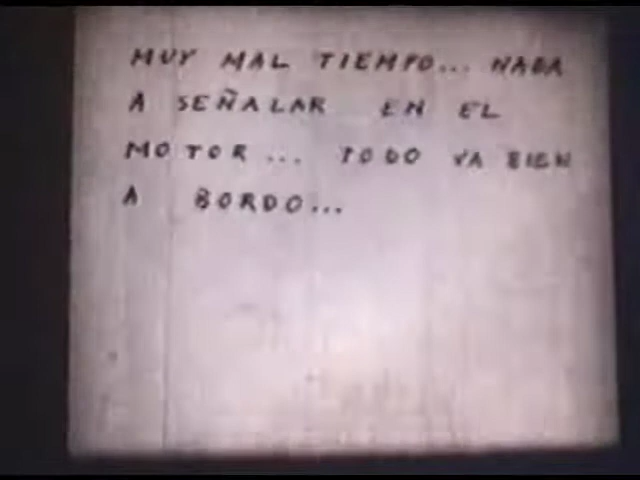 MUY MAL TIEMPO... NADA
A SEÑALAR EN EL
MOTOR... TODO VA BIEN
A BORDO...